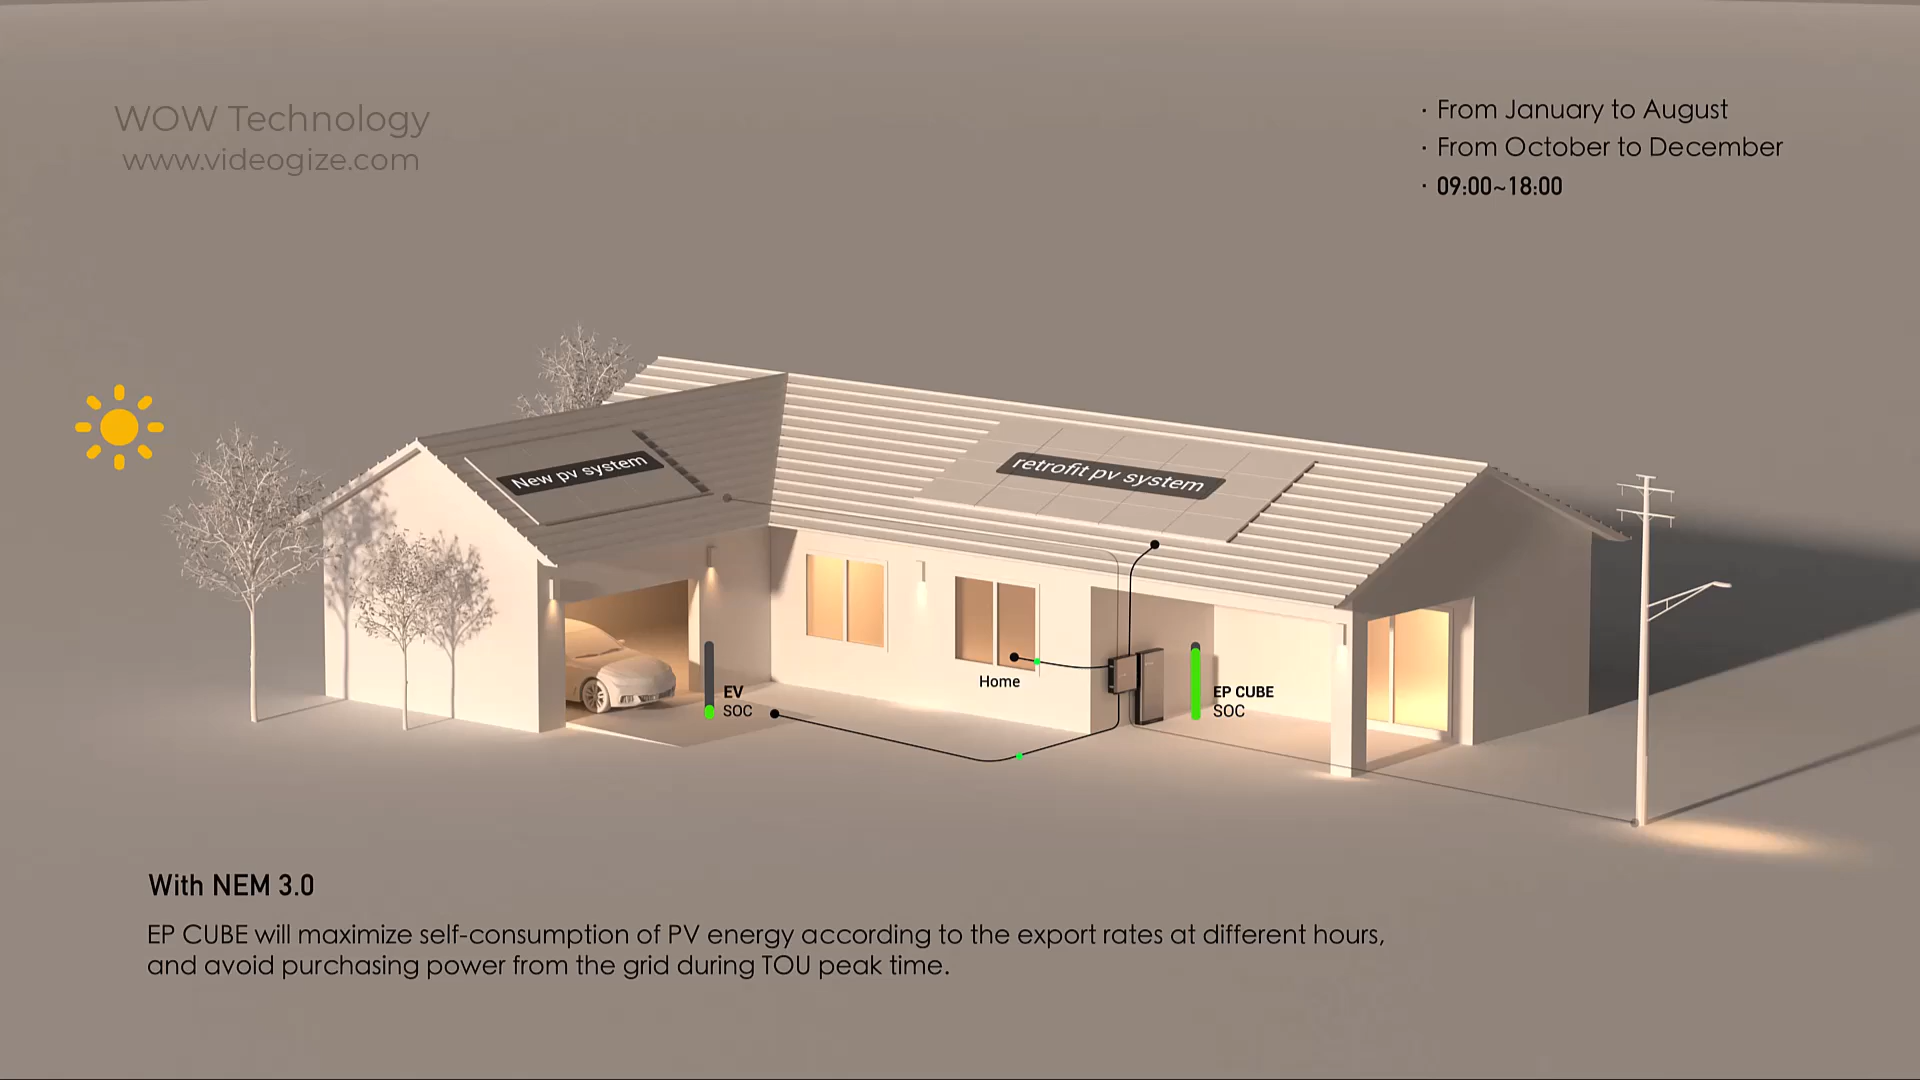 WOW Technology
www.videogize.com
· From January to August
· From October to December
· 09:00~18:00
New pv system
retrofit pv system
Home
EV
SOC
EP CUBE
SOC
With NEM 3.0
EP CUBE will maximize self-consumption of PV energy according to the export rates at different hours,
and avoid purchasing power from the grid during TOU peak time.